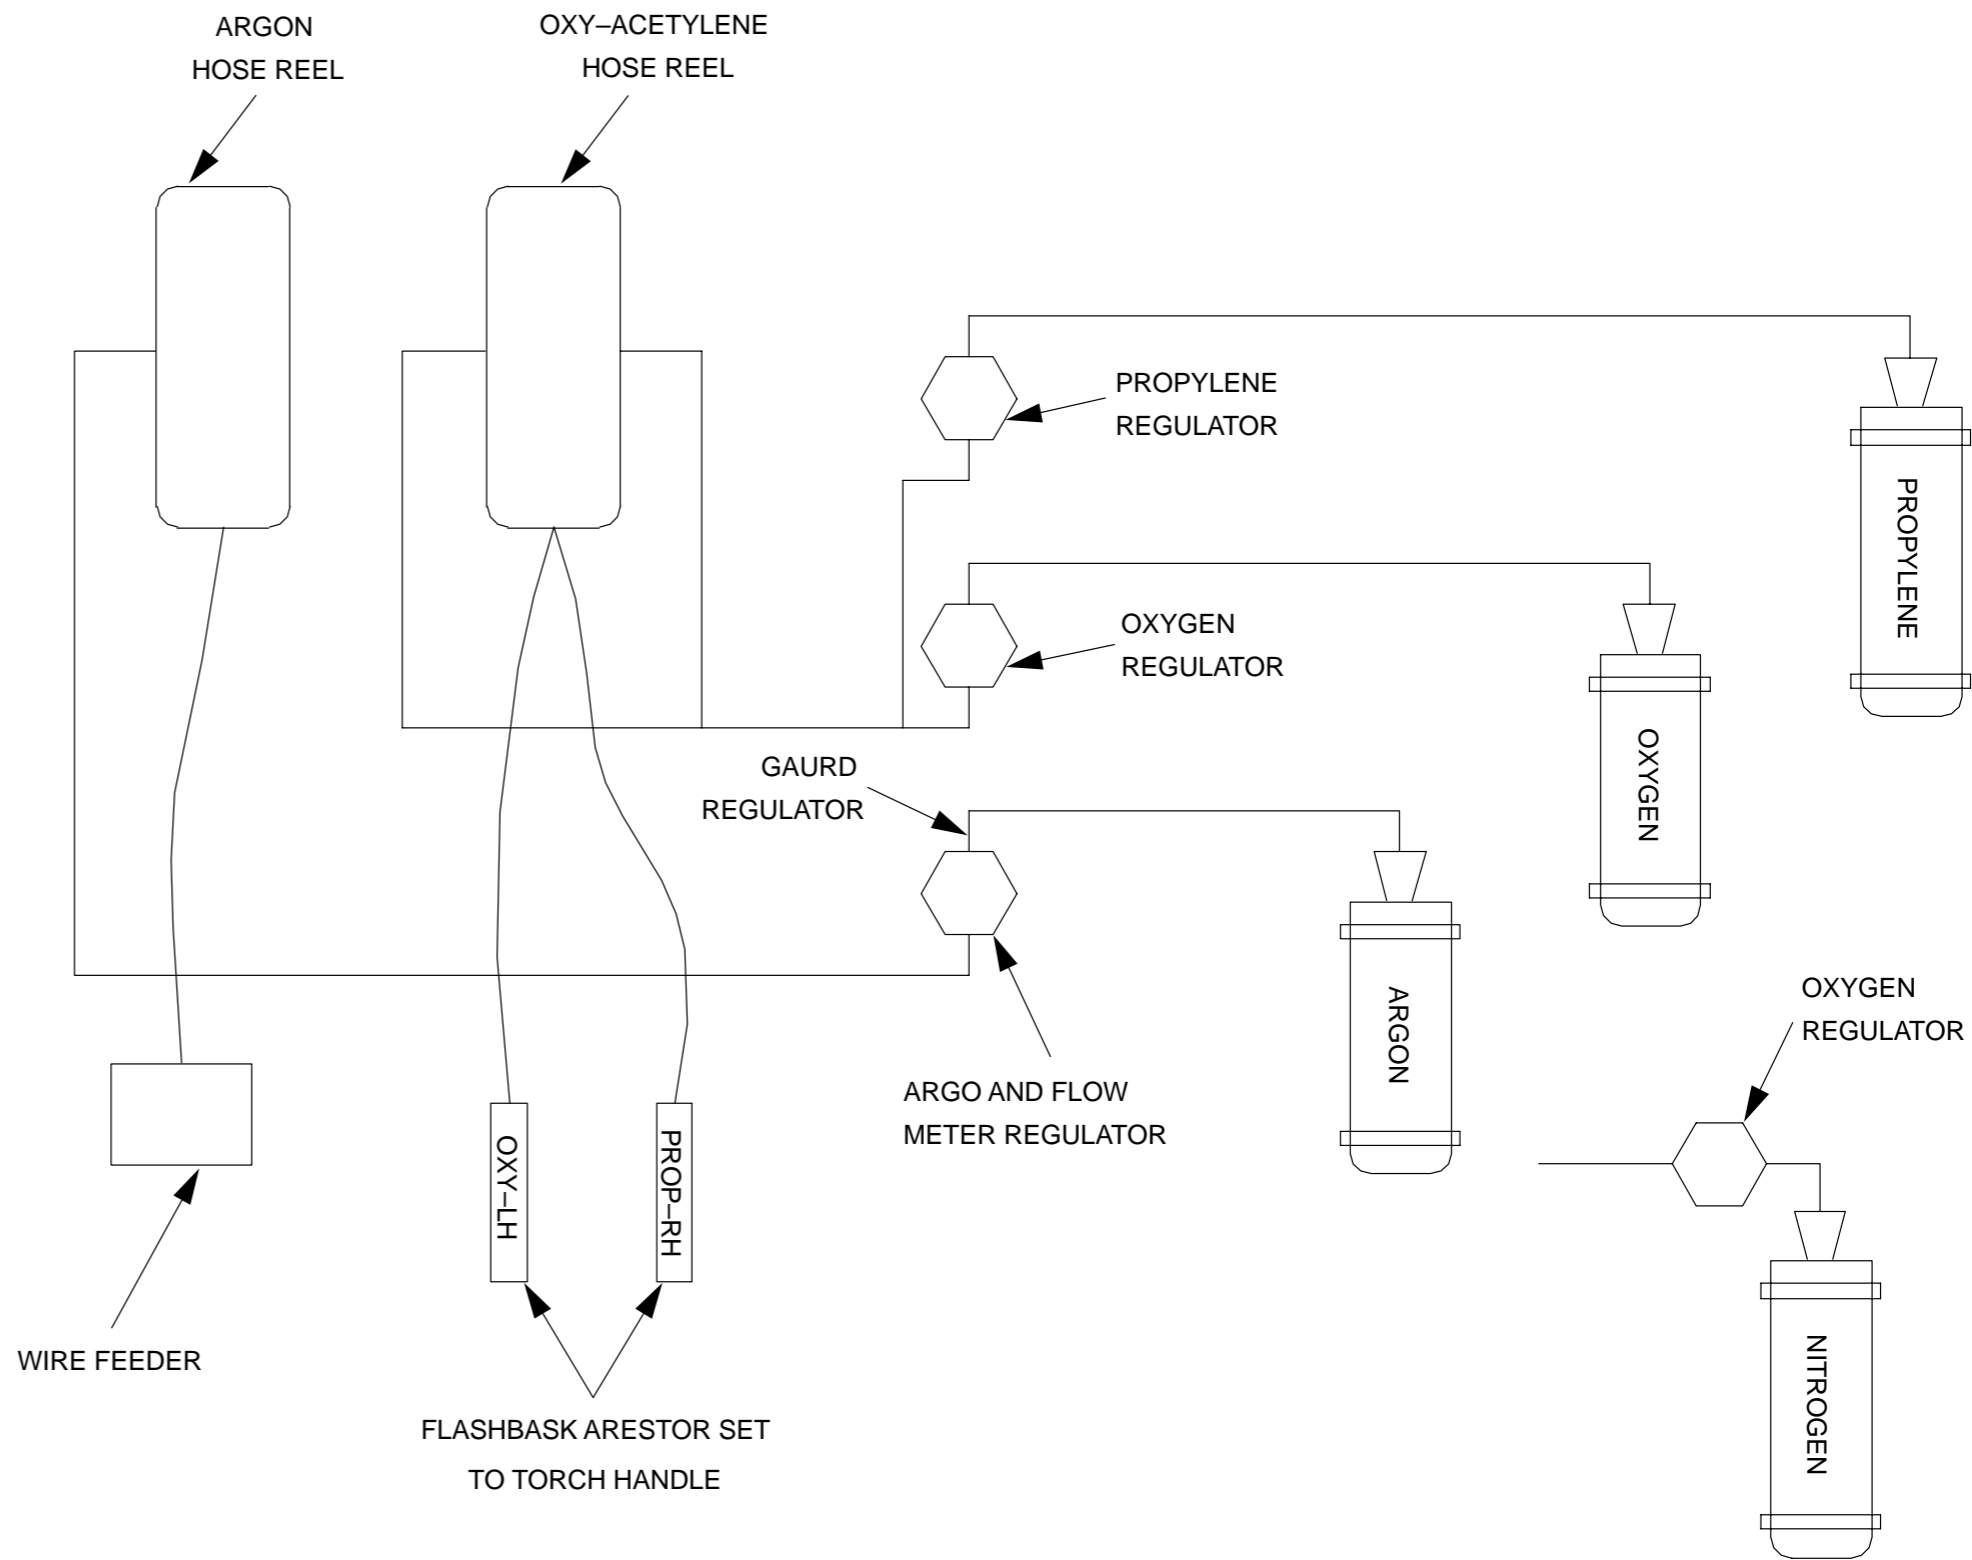 ARGON
HOSE REEL
OXY–ACETYLENE
HOSE REEL
PROPYLENE
REGULATOR
PROPYLENE
OXYGEN
REGULATOR
OXYGEN
GAURD
REGULATOR
ARGON
ARGO AND FLOW
METER REGULATOR
OXYGEN
REGULATOR
OXY–LH
PROP–RH
WIRE FEEDER
NITROGEN
FLASHBASK ARESTOR SET
TO TORCH HANDLE